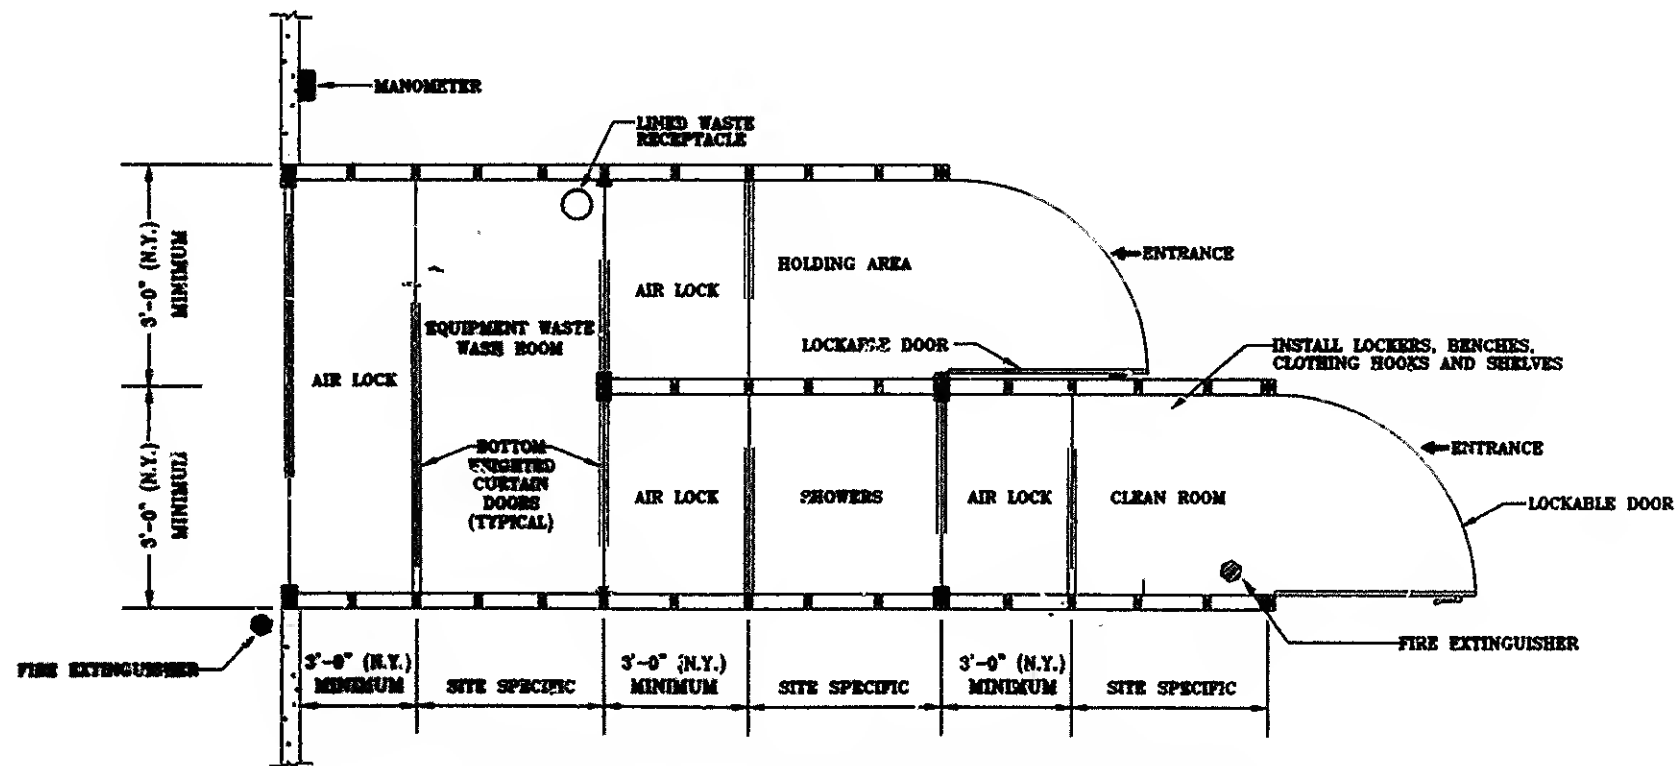 MANOMETER
LINED WASTE
RECEPTACLE
3'-0" (N.Y.)
MINIMUM
HOLDING AREA
ENTRANCE
AIR LOCK
EQUIPMENT WASTE
WASH ROOM
LOCKABLE DOOR
INSTALL LOCKERS, BENCHES,
CLOTHING HOOKS AND SHELVES
AIR LOCK
3'-0" (N.Y.)
MINIMUM
BOTTOM
WEIGHTED
CURTAIN
DOORS
(TYPICAL)
ENTRANCE
AIR LOCK
SHOWERS
AIR LOCK
CLEAN ROOM
LOCKABLE DOOR
FIRE EXTINGUISHER
FIRE EXTINGUISHER
3'-0" (N.Y.)
MINIMUM
SITE SPECIFIC
3'-0" (N.Y.)
MINIMUM
SITE SPECIFIC
3'-0" (N.Y.)
MINIMUM
SITE SPECIFIC